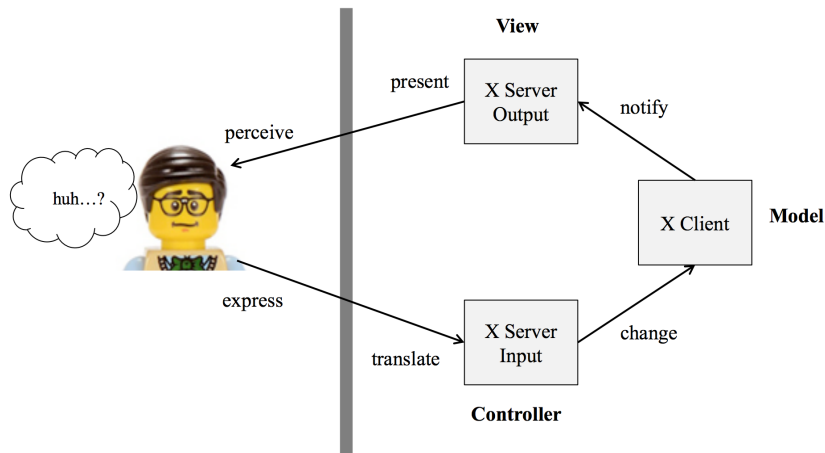 View
present
X Server
Output
notify
perceive
huh…?
X Client
Model
express
translate
X Server
Input
change
Controller